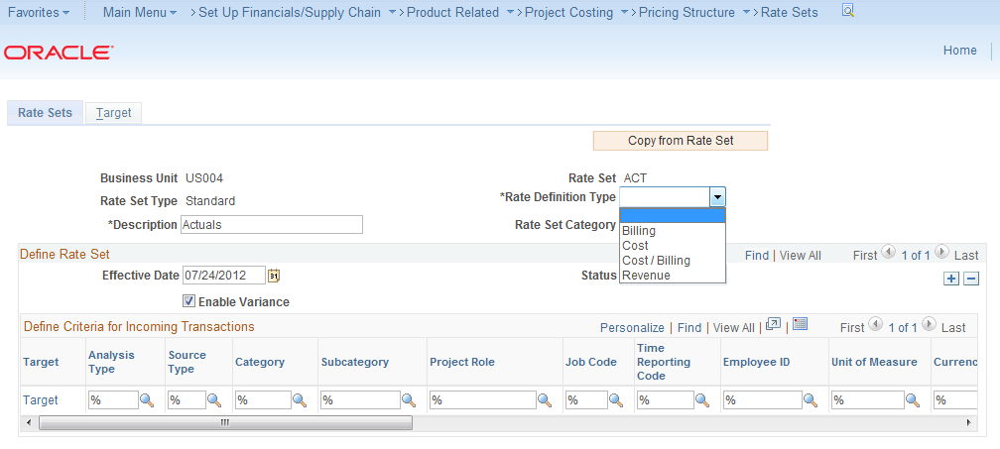 Favorites Main Menu > Set Up Financials/Supply Chain > Product Related > Project Costing > Pricing Structure > Rate Sets
ORACLE
Home
Rate Sets Target
Copy from Rate Set
Business Unit US004 Rate Set ACT
Rate Set Type Standard *Rate Definition Type
*Description Actuals Rate Set Category
Billing
Cost
Cost / Billing
Revenue
Define Rate Set Find | View All First 1 of 1 Last
Effective Date 07/24/2012 31 Status
Enable Variance
Define Criteria for Incoming Transactions Personalize | Find | View All | | First 1 of 1 Last
Target Analysis Type Source Type Category Subcategory Project Role Job Code Time Reporting Code Employee ID Unit of Measure Currenc
Target % % % % % % % % % %